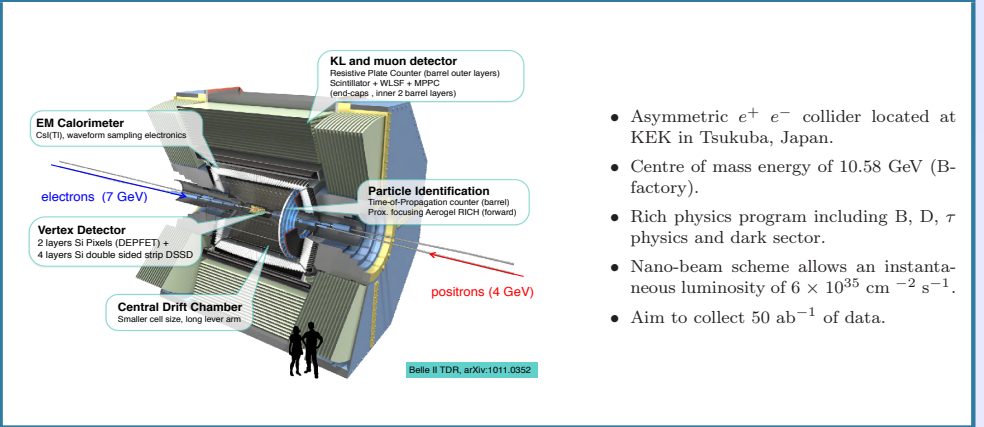 KL and muon detector
Resistive Plate Counter (barrel outer layers)
Scintillator + WLSF + MPPC
(end-caps , inner 2 barrel layers)
EM Calorimeter
CsI(Tl), waveform sampling electronics
electrons (7 GeV)
Particle Identification
Time-of-Propagation counter (barrel)
Prox. focusing Aerogel RICH (forward)
Vertex Detector
2 layers Si Pixels (DEPFET) +
4 layers Si double sided strip DSSD
positrons (4 GeV)
Central Drift Chamber
Smaller cell size, long lever arm
Belle II TDR, arXiv:1011.0352
• Asymmetric e⁺ e⁻ collider located at
KEK in Tsukuba, Japan.
• Centre of mass energy of 10.58 GeV (B-
factory).
• Rich physics program including B, D, τ
physics and dark sector.
• Nano-beam scheme allows an instanta-
neous luminosity of 6 × 10³⁵ cm ⁻² s⁻¹.
• Aim to collect 50 ab⁻¹ of data.